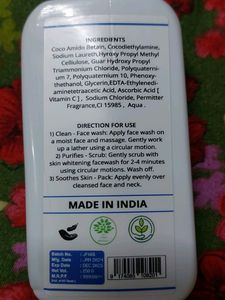 INGREDIENTS
Coco Amido Betain, Cocodiethylamine,
Sodium Laureth,Hyroxy Propyl Methyl
Cellulose, Guar Hydroxy Propyl
Triammonium Chloride, Polyquaterni-
um 7, Polyquaternium 10, Phenoxy-
thethanol, Glycerin,EDTA-Ethylenedi-
aminetetraacetic Acid, Ascorbic Acid
[ Vitamin C ] , Sodium Chloride, Permitter
Fragrance,CI 15985 , Aqua .
DIRECTION FOR USE
1) Clean - Face wash: Apply face wash on
a moist face and massage. Gently work
up a lather using a circular motion.
2) Purifies - Scrub: Gently scrub with
skin whitening facewash for 2-4 minutes
using circular motions. Wash off.
3) Soothes Skin - Pack: Apply evenly over
cleansed face and neck.
MADE IN INDIA
Batch No.
Mfg. Date : JAN 2024
Exp Date : DEC
Net Vol
M.R.P.₹